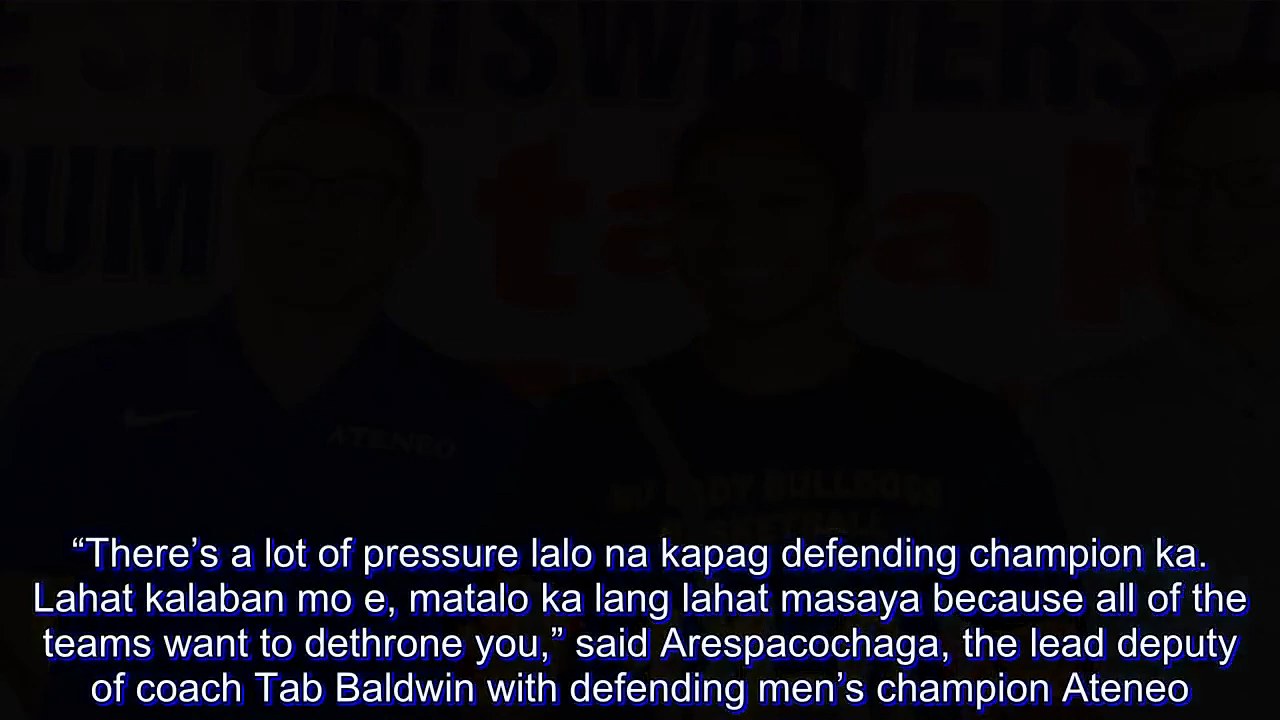 RUM
ATENEO
“There’s a lot of pressure lalo na kapag defending champion ka.
Lahat kalaban mo e, matalo ka lang lahat masaya because all of the
teams want to dethrone you,” said Arespacochaga, the lead deputy
of coach Tab Baldwin with defending men’s champion Ateneo